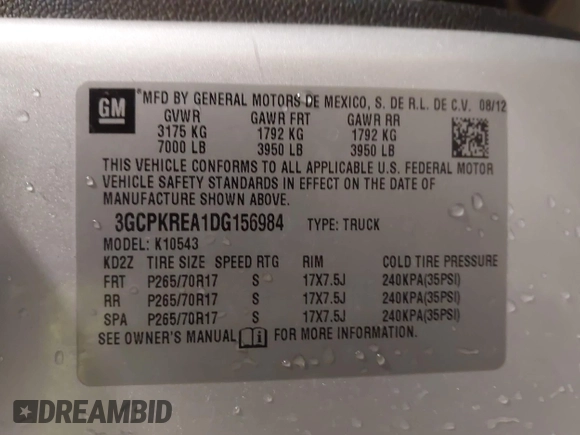 GM
*MFD BY GENERAL MOTORS DE MEXICO, S. DE R.L. DE C.V. 08/12
GVWR GAWR FRT GAWR RR
3175 KG 1792 KG 1792 KG
7000 LB 3950 LB 3950 LB
THIS VEHICLE CONFORMS TO ALL APPLICABLE U.S. FEDERAL MOTOR
VEHICLE SAFETY STANDARDS IN EFFECT ON THE DATE OF
MANUFACTURE SHOWN ABOVE.
3GCPKREA1DG156984 TYPE: TRUCK
MODEL: K10543
KD2Z TIRE SIZE SPEED RTG RIM COLD TIRE PRESSURE
FRT P265/70R17 S 17X7.5J 240KPA(35PSI)
RR P265/70R17 S 17X7.5J 240KPA(35PSI)
SPA P265/70R17 S 17X7.5J 240KPA(35PSI)
SEE OWNER'S MANUAL FOR MORE INFORMATION.
DREAMBID